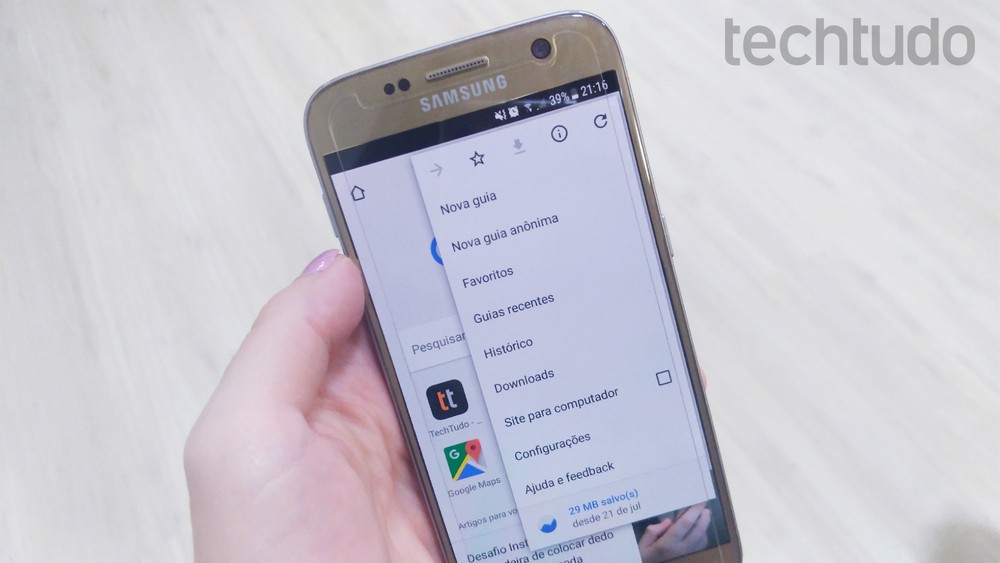 techtudo
SAMSUNG
39% 21:16
Nova guia
Nova guia anônima
Favoritos
Guias recentes
Pesquisar
Histórico
Downloads
tt
TechTudo - ...
Site para computador
Configurações
G
Google Maps
Ajuda e feedback
Artigos para vo
29 MB salvo(s)
desde 21 de jul
Desafio Inst
deira de colocar dedo